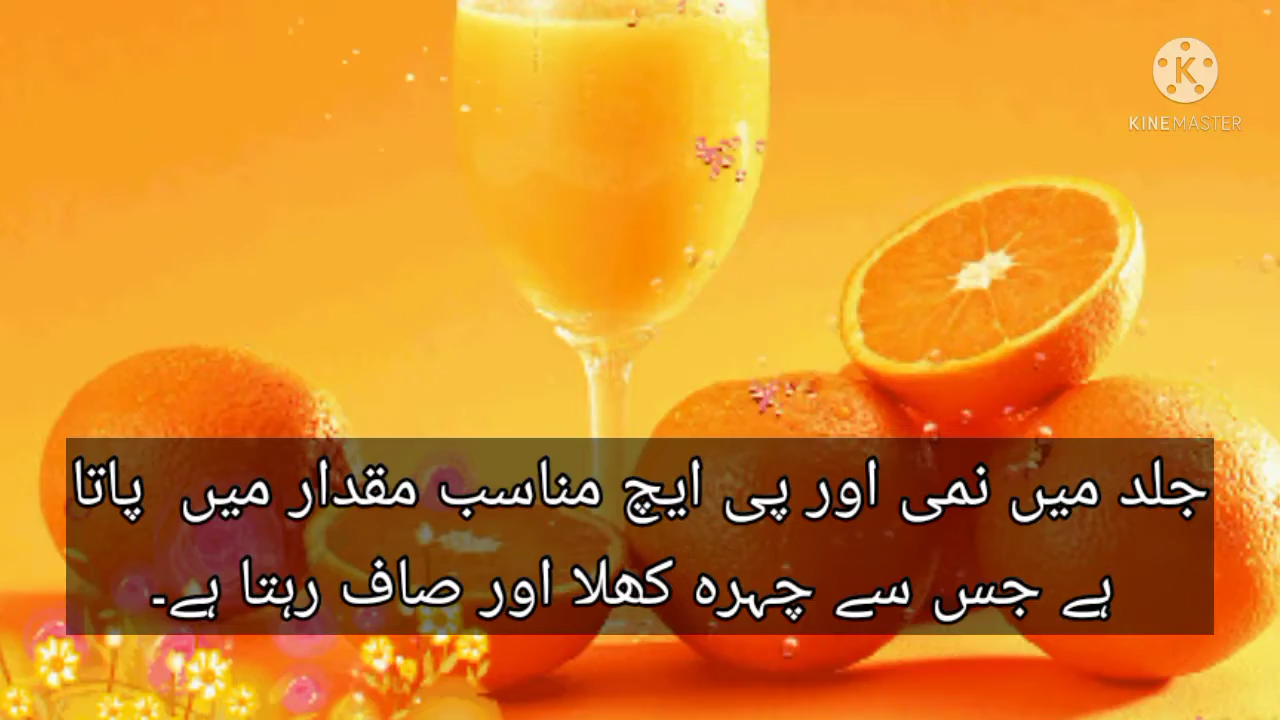 KINEMASTER
جلد میں نمی اور پی ایچ مناسب مقدار میں پاتا
ہے جس سے چہرہ کھلا اور صاف رہتا ہے۔